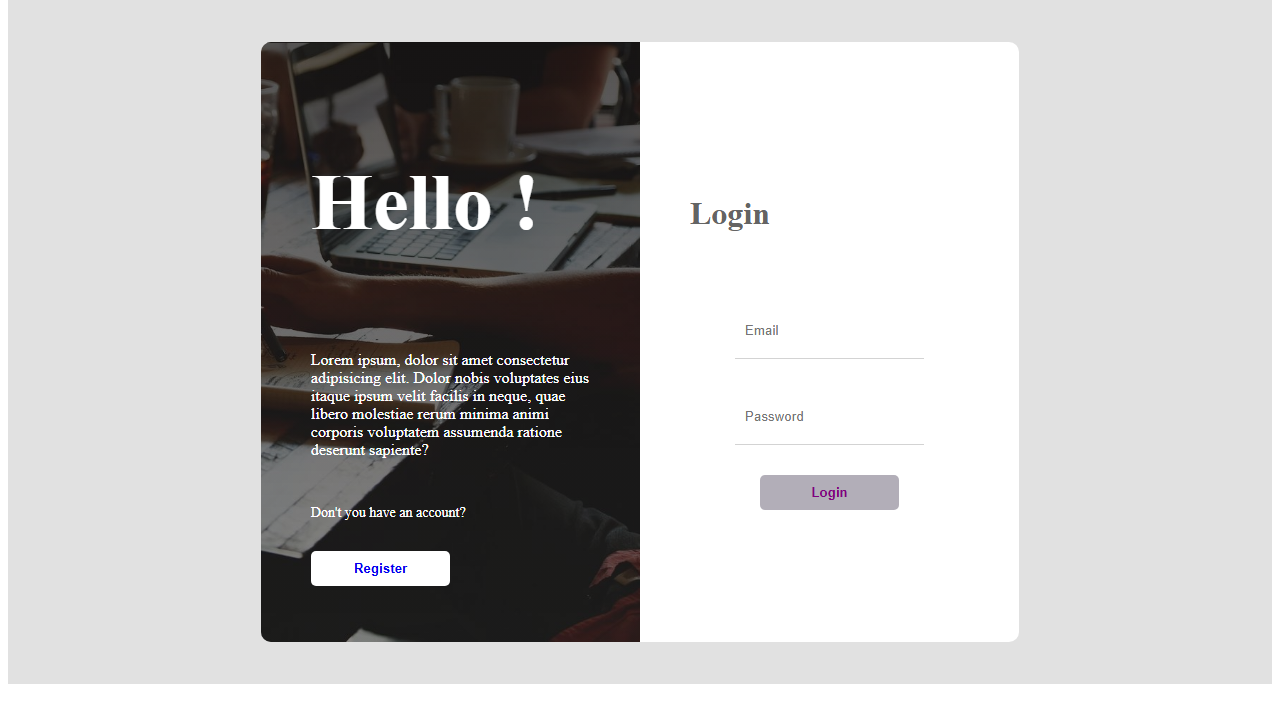 Hello !
Lorem ipsum, dolor sit amet consectetur
adipisicing elit. Dolor nobis voluptates eius
itaque ipsum velit facilis in neque, quae
libero molestiae rerum minima animi
corporis voluptatem assumenda ratione
deserunt sapiente?
Don't you have an account?
Register
Login
Email
Password
Login